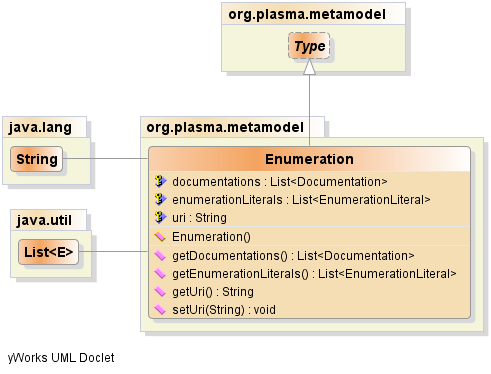 org.plasma.metamodel
Type
java.lang
String
org.plasma.metamodel
Enumeration
documentations : List<Documentation>
enumerationLiterals : List<EnumerationLiteral>
uri : String
Enumeration()
getDocumentations() : List<Documentation>
getEnumerationLiterals() : List<EnumerationLiteral>
getUri() : String
setUri(String) : void
java.util
List<E>
yWorks UML Doclet